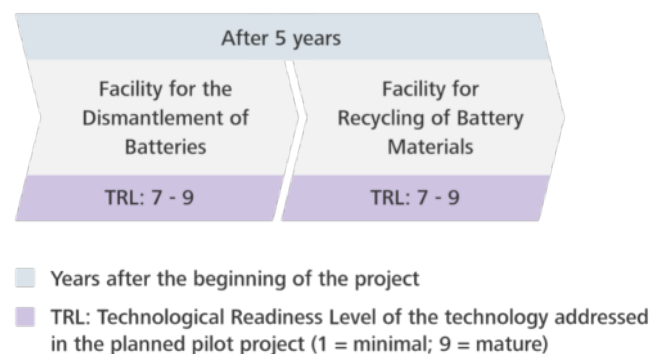 After 5 years
Facility for the
Dismantlement of
Batteries
Facility for
Recycling of Battery
Materials
TRL: 7 - 9
TRL: 7 - 9
Years after the beginning of the project
TRL: Technological Readiness Level of the technology addressed
in the planned pilot project (1 = minimal; 9 = mature)